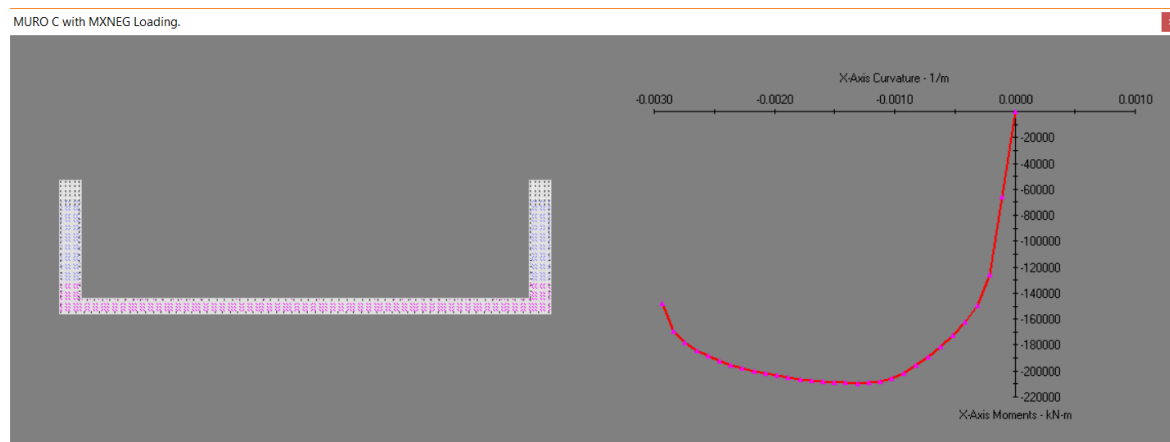 MURO C with MXNEG Loading.
X-Axis Curvature - 1/m
-0.0030 -0.0020 -0.0010 0.0000 0.0010
-20000
-40000
-60000
-80000
-100000
-120000
-140000
-160000
-180000
-200000
-220000
X-Axis Moments - kN-m